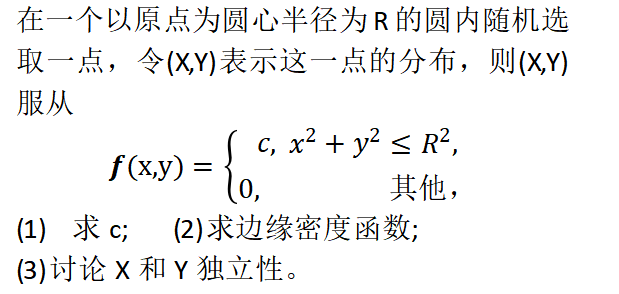 在一个以原点为圆心半径为 R 的圆内随机选
取一点，令(X,Y)表示这一点的分布，则(X,Y)
服从
f(x,y) = { c, x² + y² ≤ R²,
0, 其他，
(1) 求 c; (2)求边缘密度函数;
(3)讨论 X 和 Y 独立性。